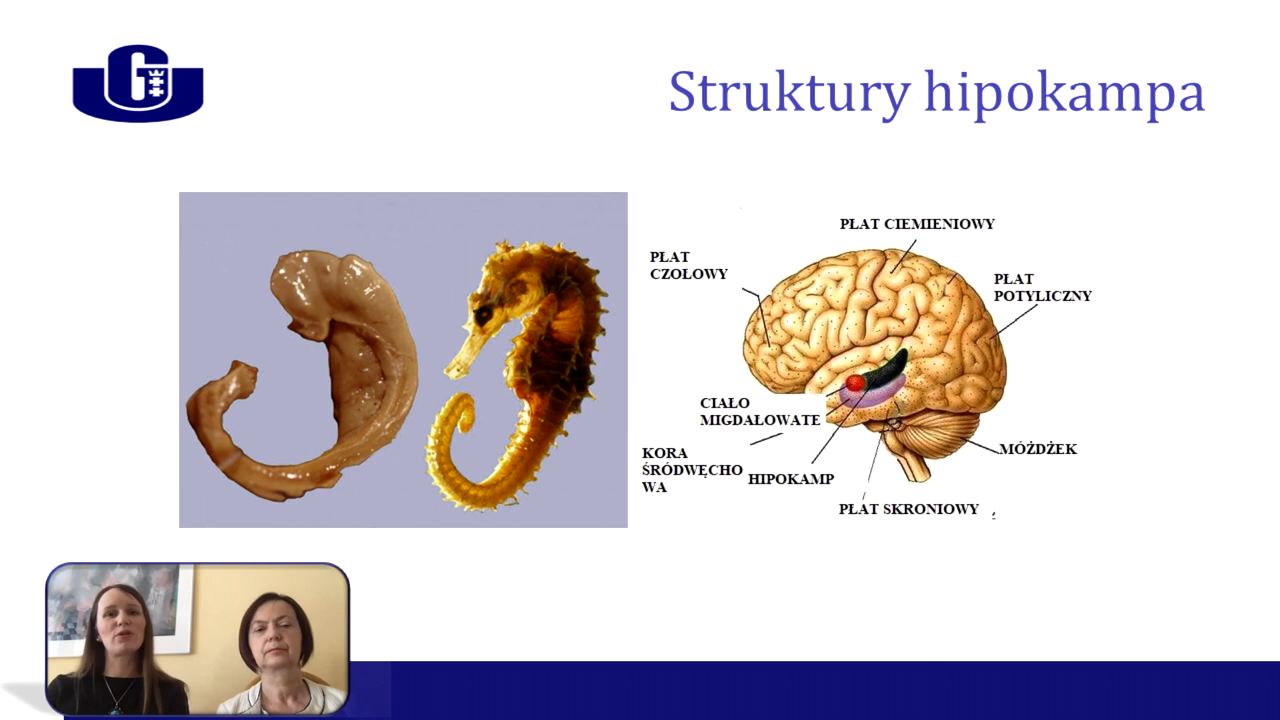 Struktury hipokampa
PŁAT CIEMIENIOWY
PŁAT
CZOŁOWY
PŁAT
POTYLICZNY
CIAŁO
MIGDAŁOWATE
KORA
ŚRÓDWĘCHO
WA
HIPOKAMP
MÓŻDŻEK
PŁAT SKRONIOWY